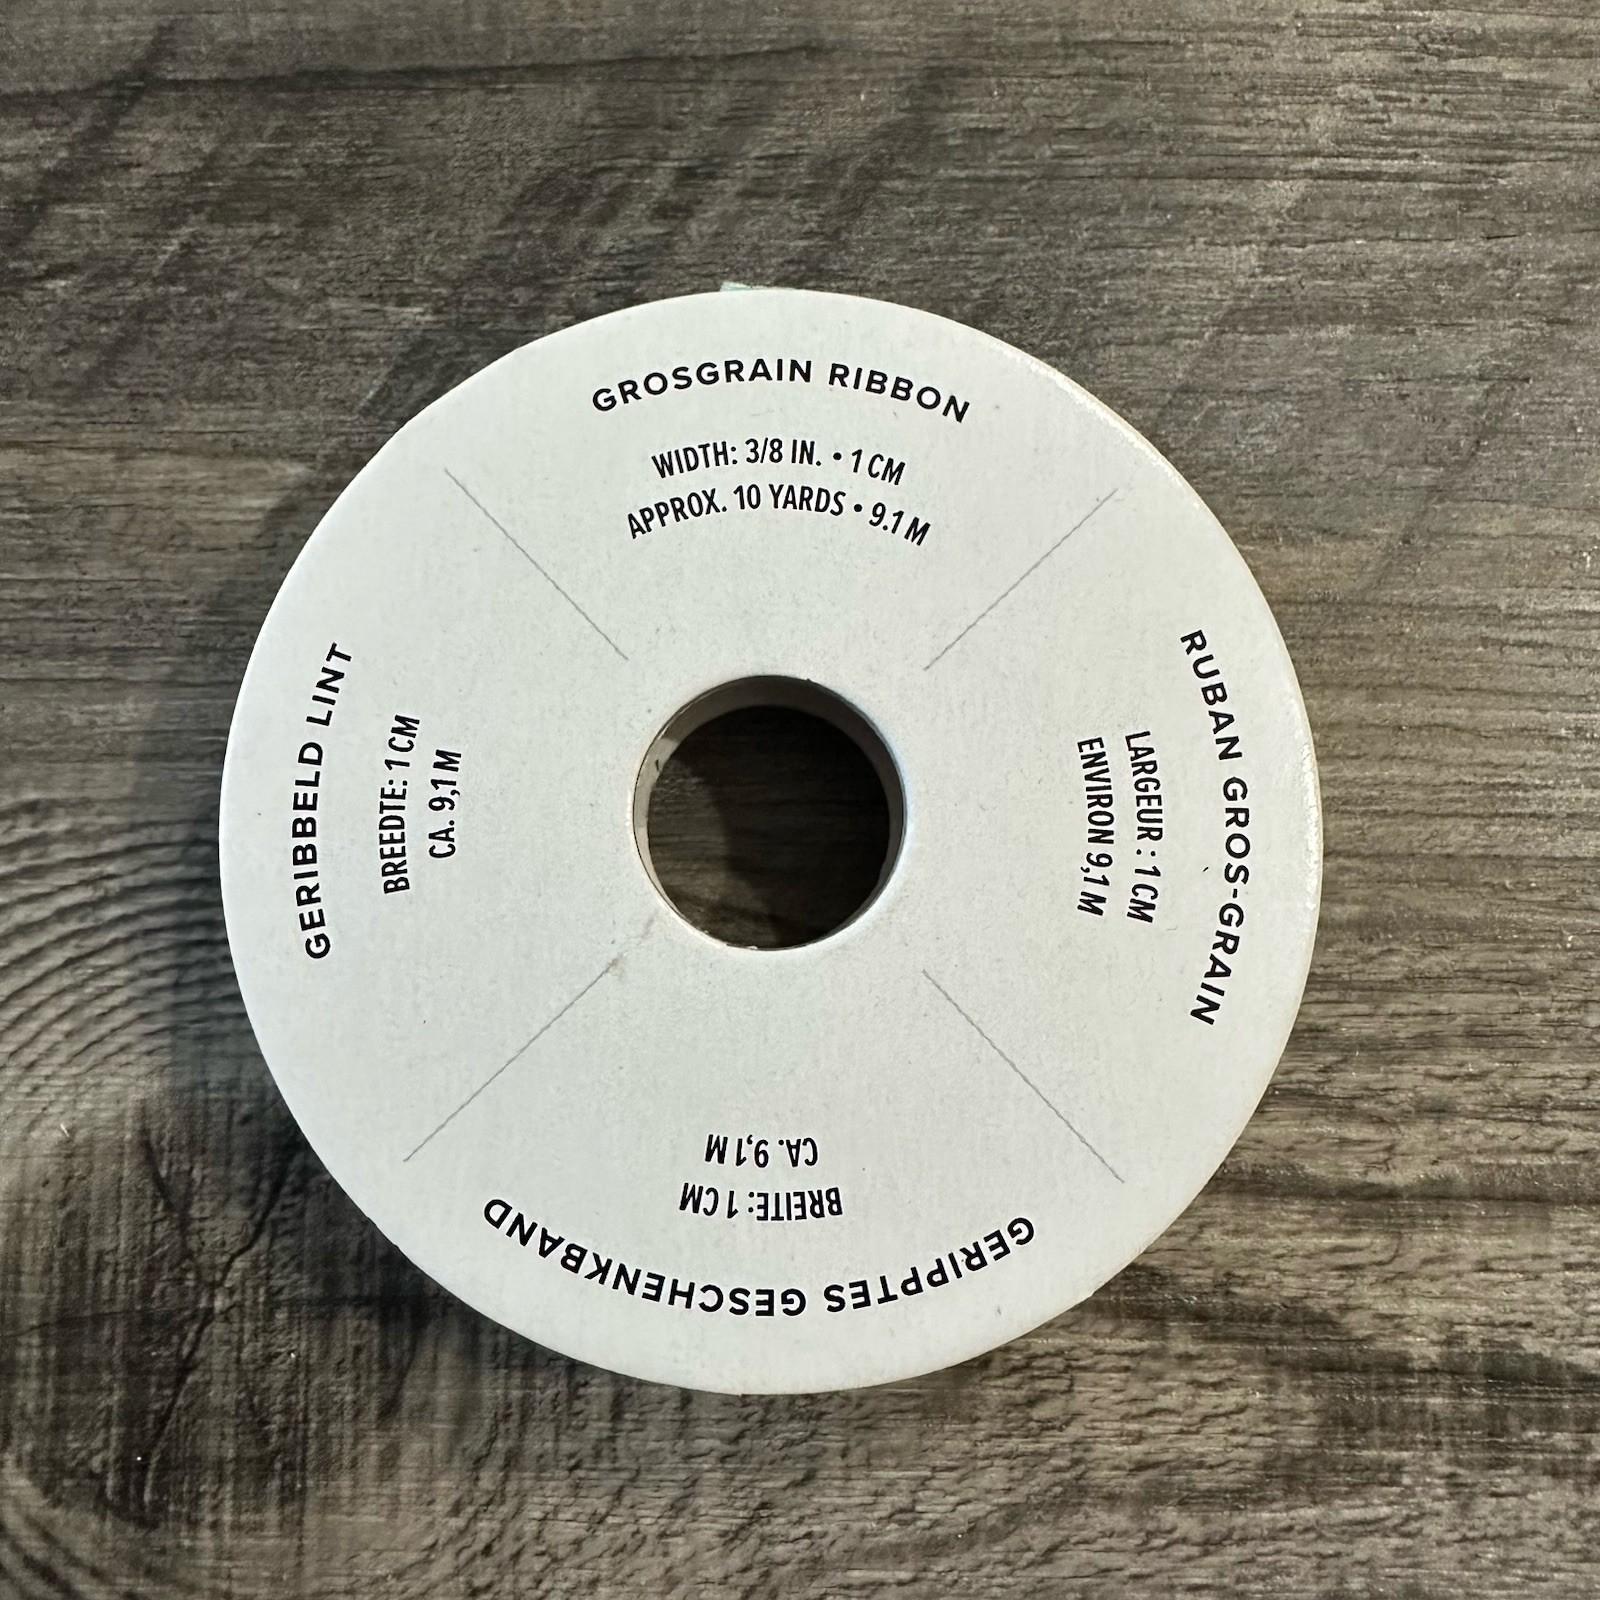 GROSGRAIN RIBBON
WIDTH: 3/8 IN. • 1 CM
APPROX. 10 YARDS • 9.1 M
RUBAN GROS-GRAIN
LARGEUR : 1 CM
ENVIRON 9,1 M
GERIPPTES GESCHENKBAND
BREITE: 1 CM
CA. 9,1 M
GERIBBELD LINT
BREEDTE: 1 CM
CA. 9,1 M